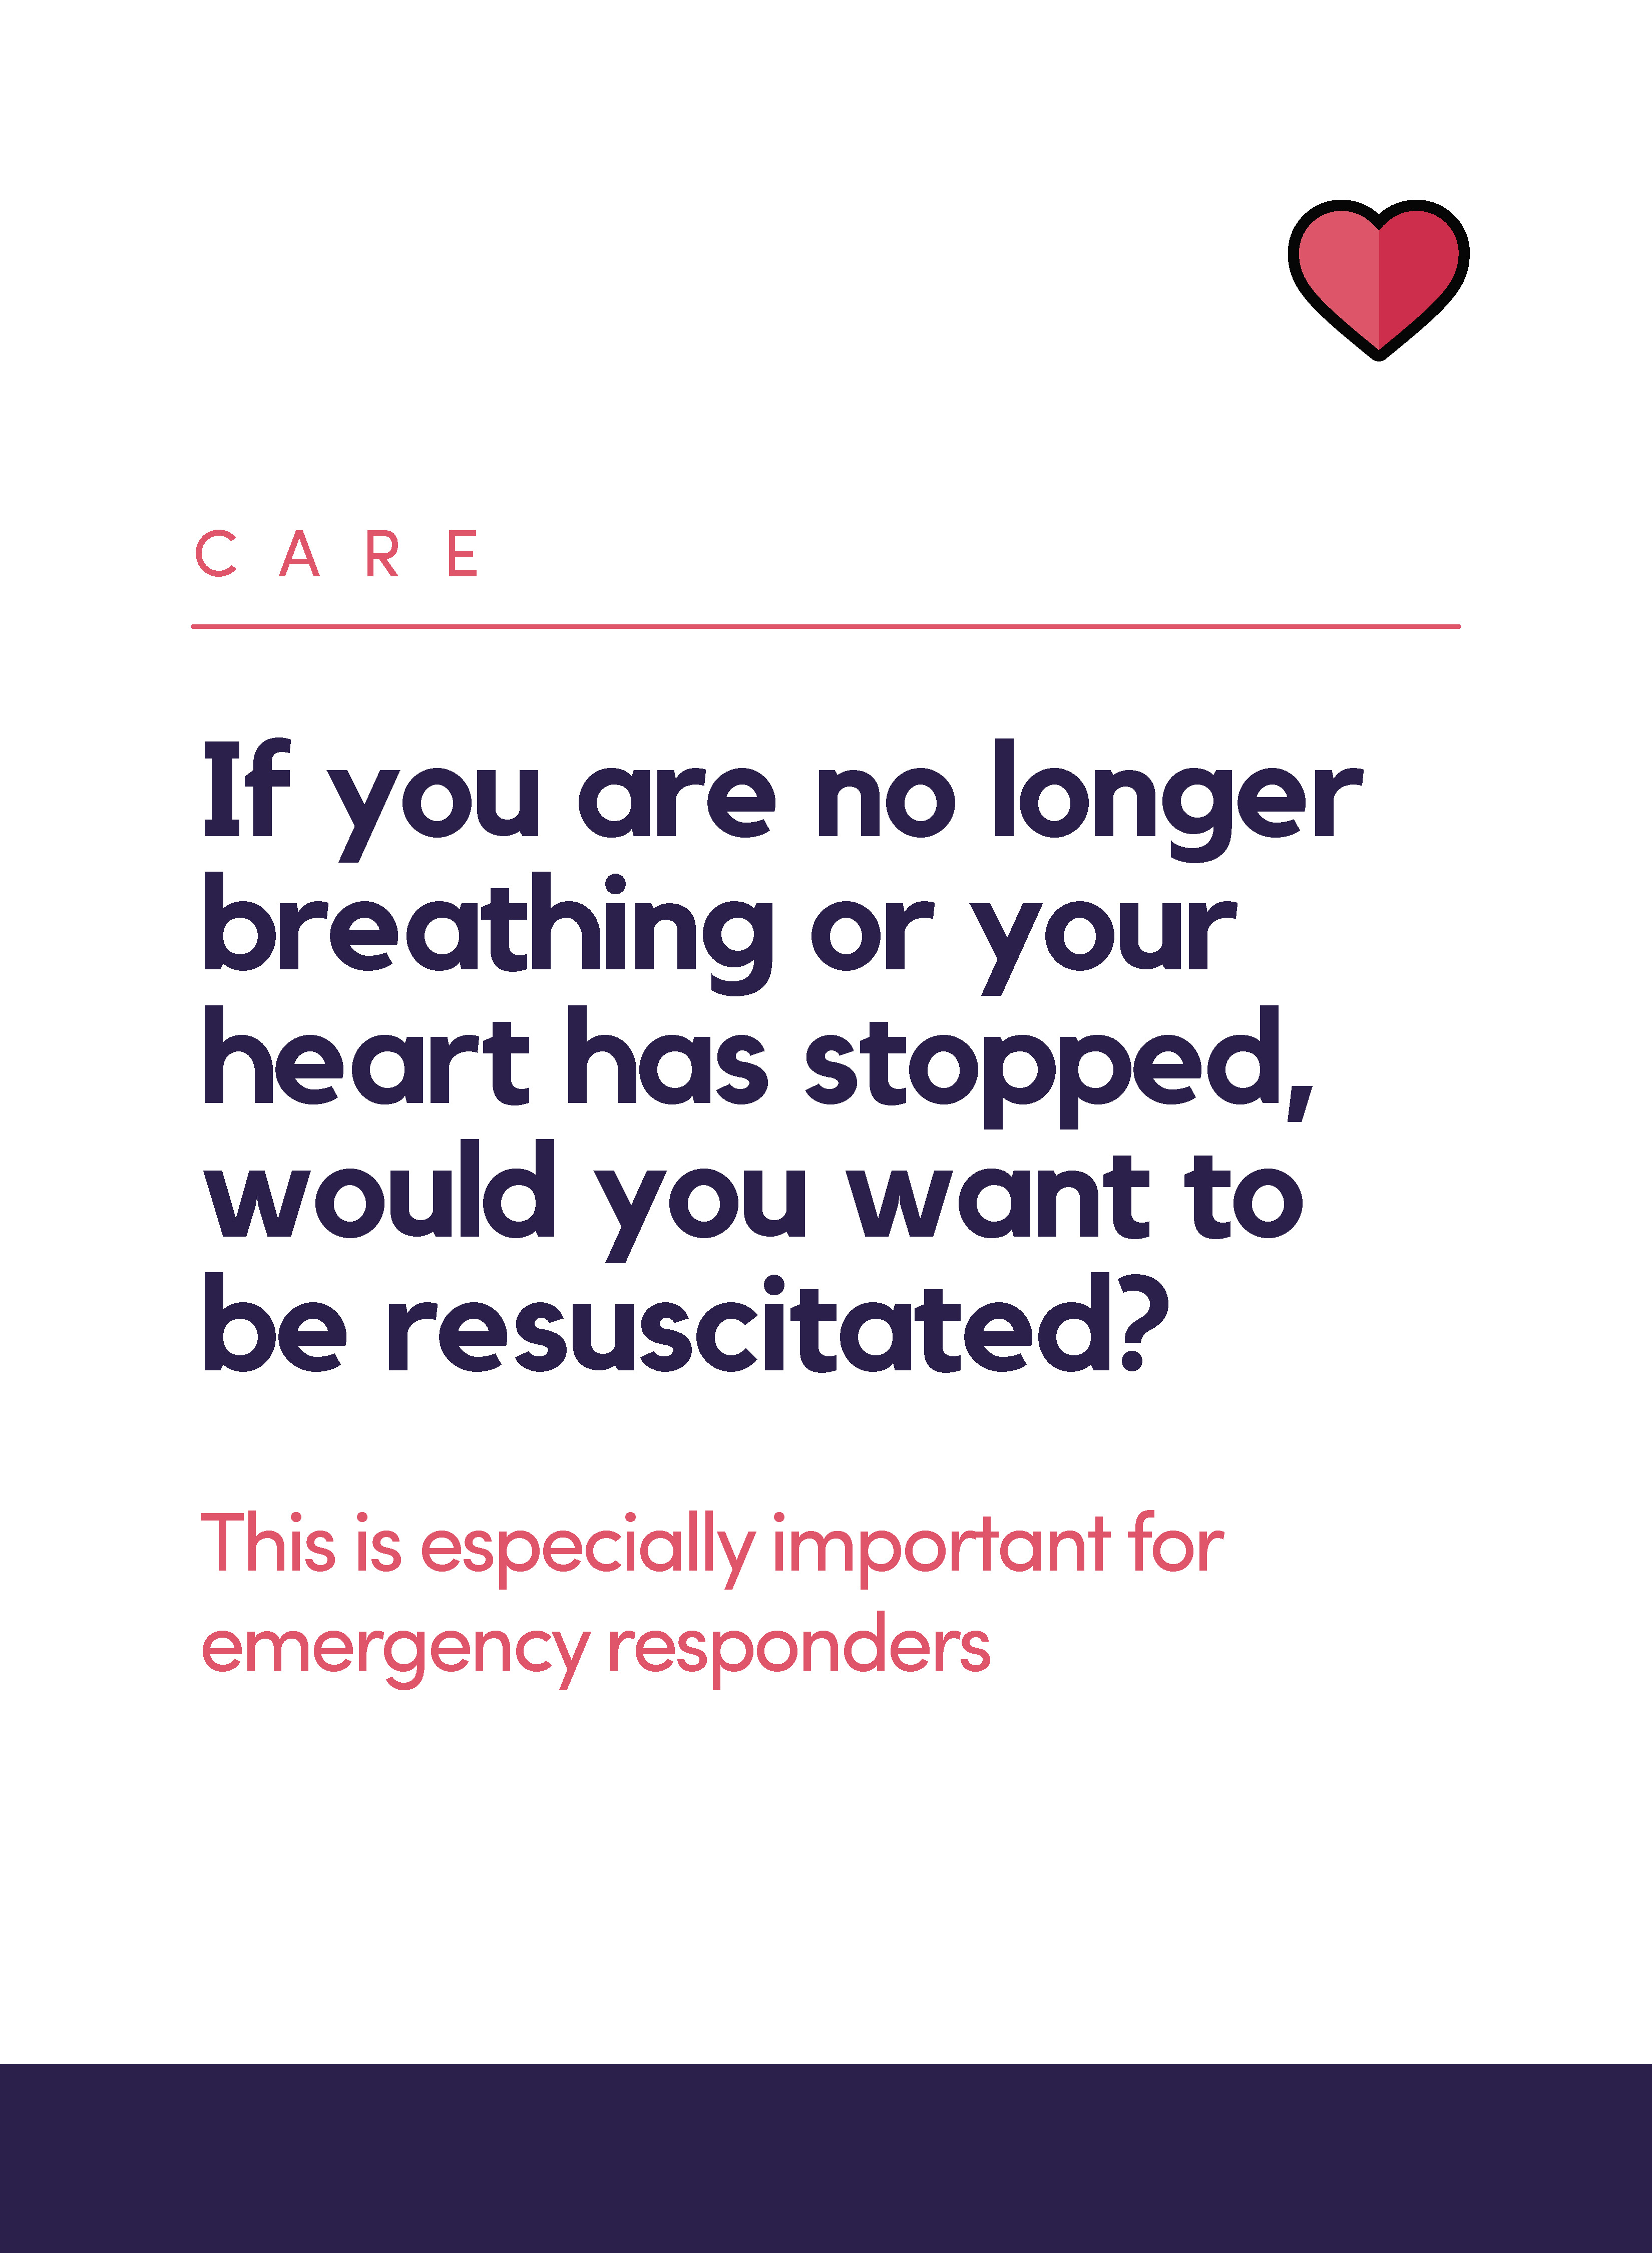 CARE
If you are no longer
breathing or your
heart has stopped,
would you want to
be resuscitated?
This is especially important for
emergency responders